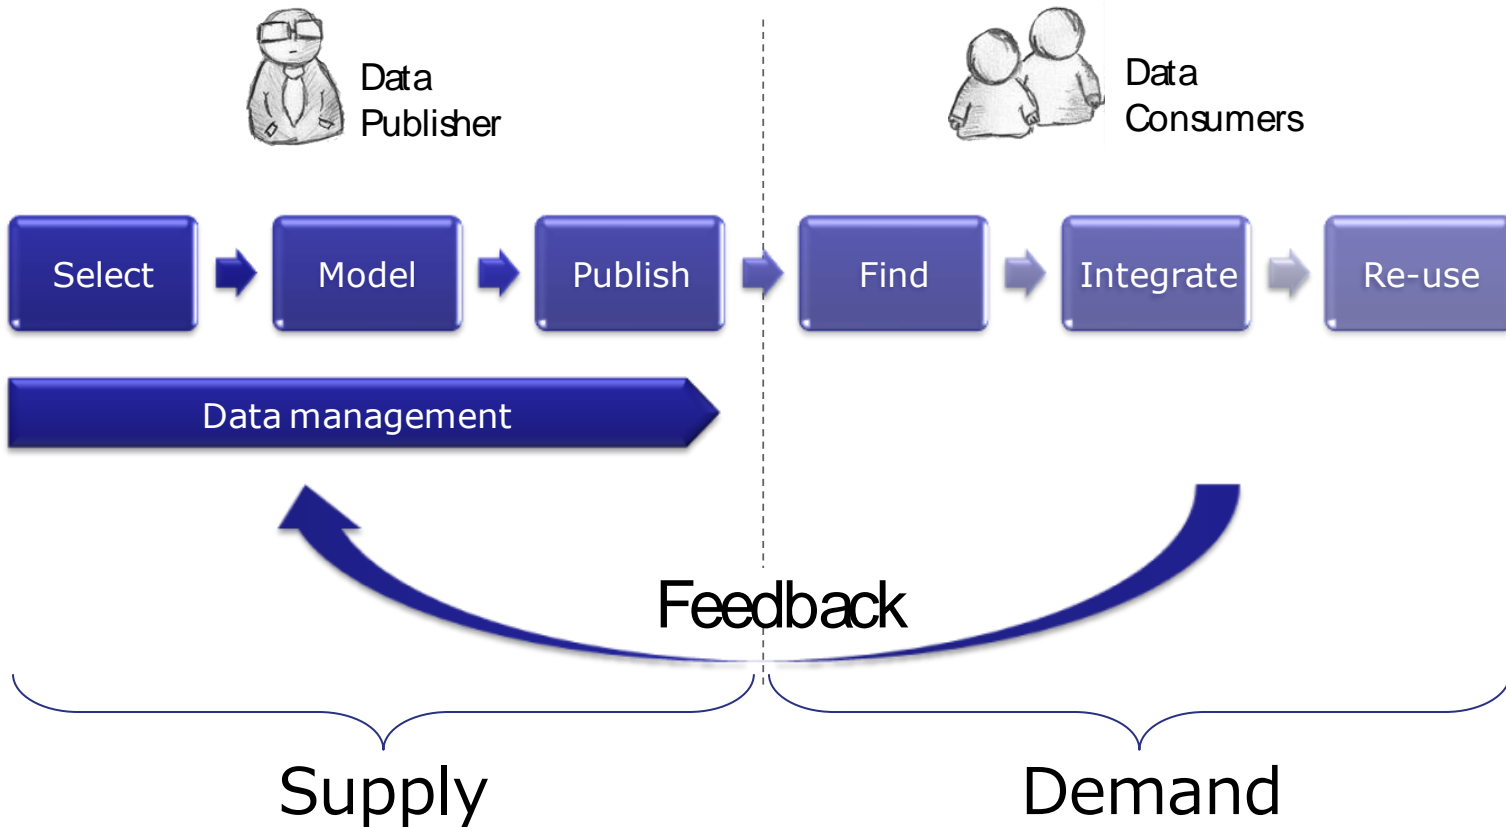 Data
Publisher
Data
Consumers
Select
Model
Publish
Find
Integrate
Re-use
Data management
Feedback
Supply
Demand